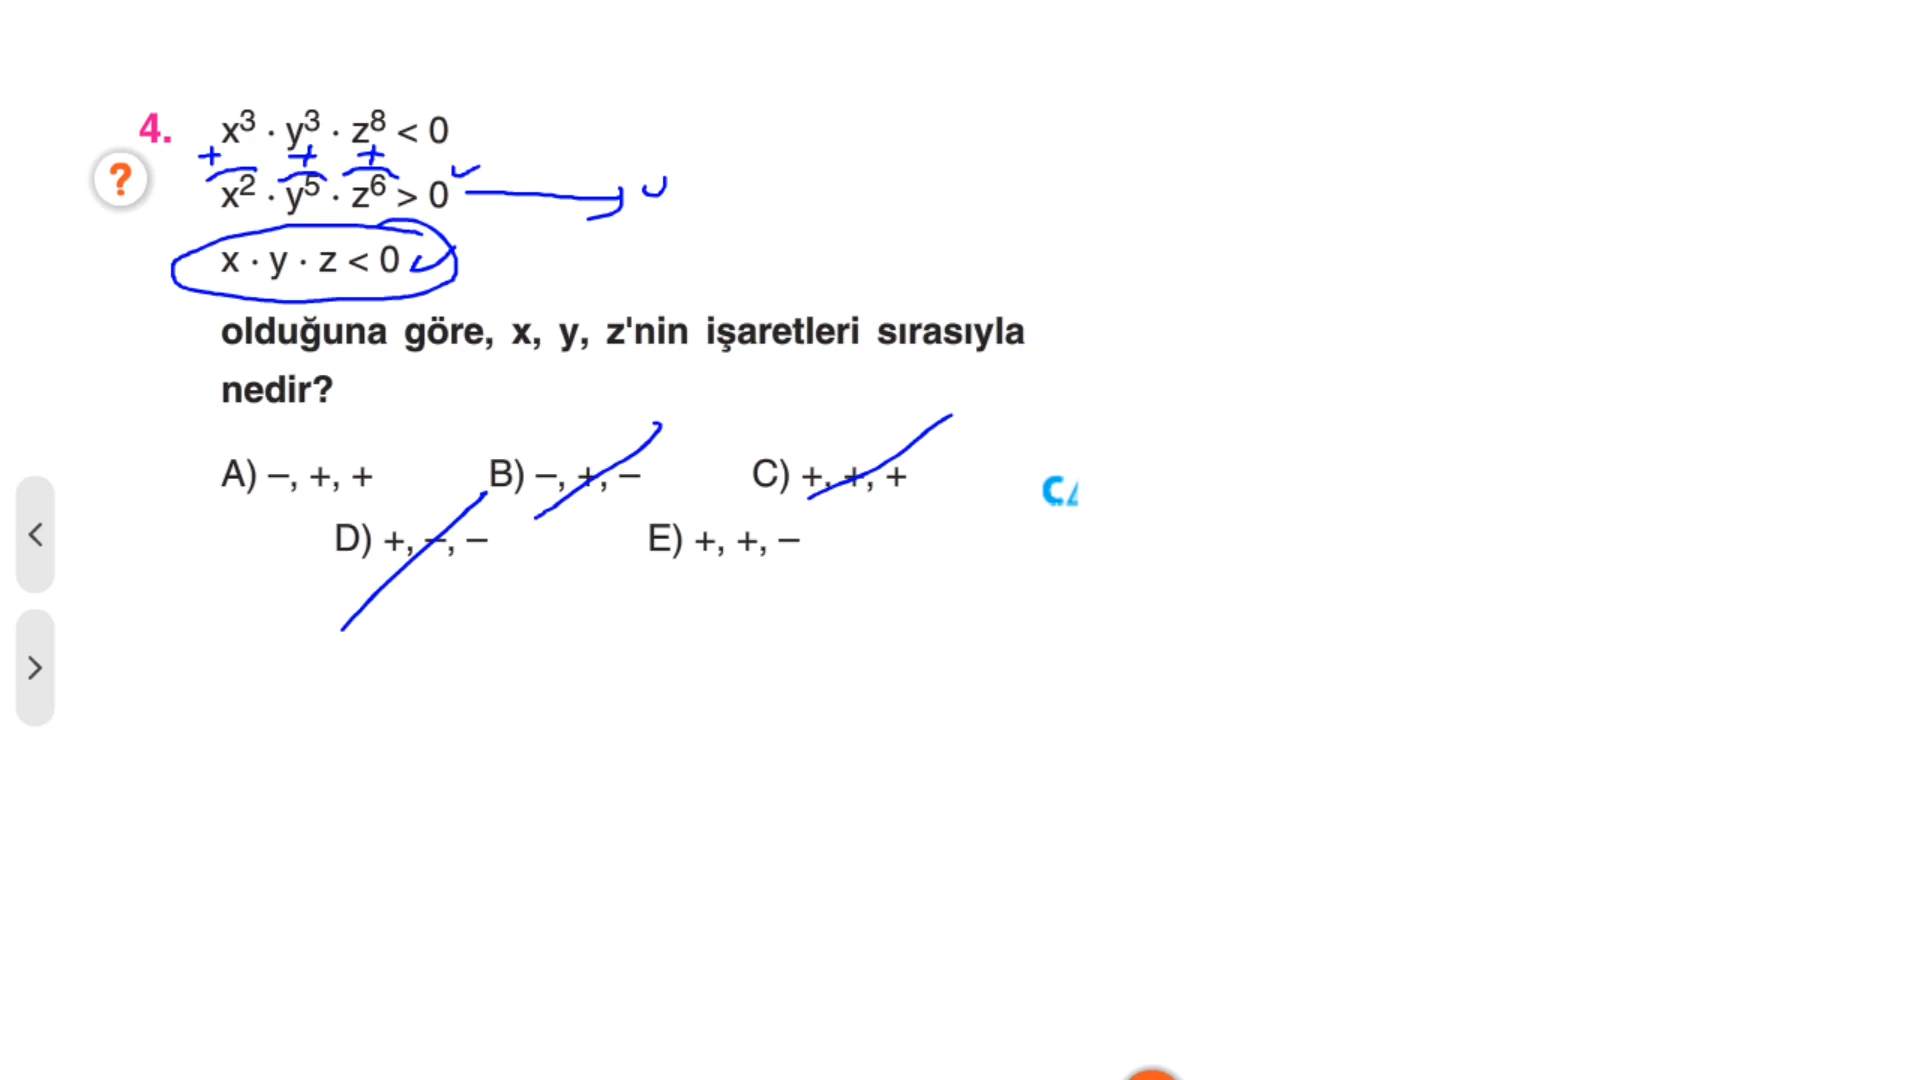 4. x³ · y³ · z⁸ < 0
+ + +
? x² · y⁵ · z⁶ > 0
x · y · z < 0
olduğuna göre, x, y, z'nin işaretleri sırasıyla
nedir?
A) –, +, + B) –, +, – C) +, +, +
D) +, –, – E) +, +, –